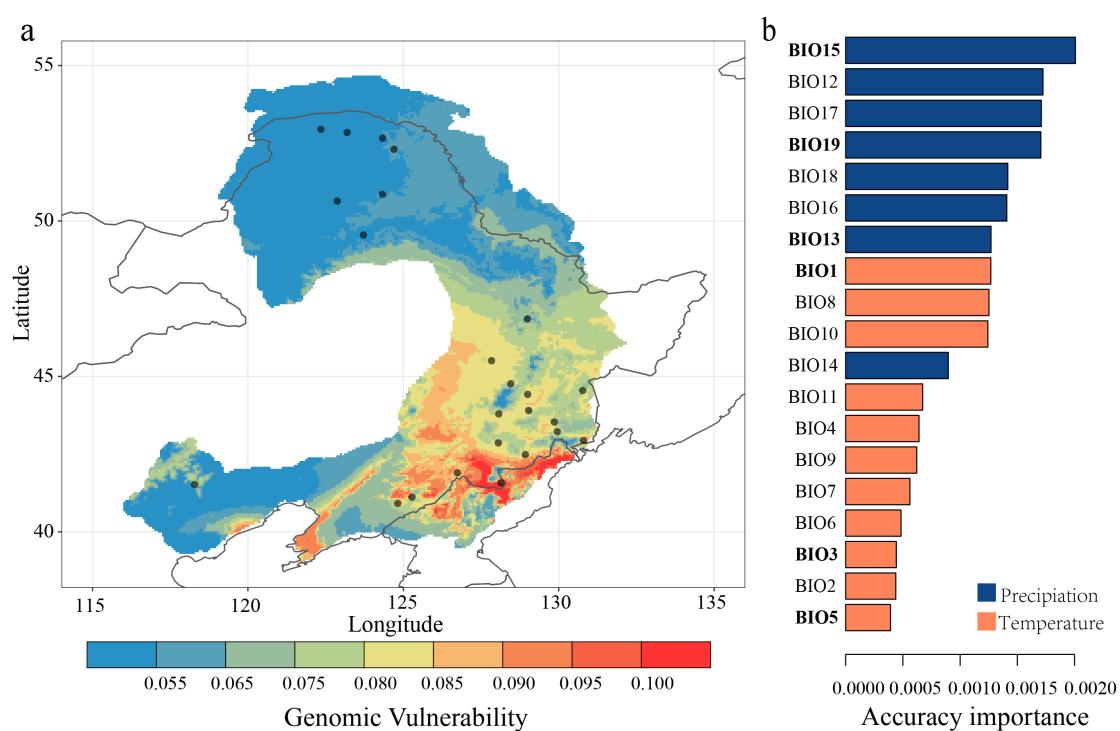 a
55
50
45
40
Latitude
115
120
125
130
135
Longitude
0.055
0.065
0.075
0.080
0.085
0.090
0.095
0.100
Genomic Vulnerability
b
BIO15
BIO12
BIO17
BIO19
BIO18
BIO16
BIO13
BIO1
BIO8
BIO10
BIO14
BIO11
BIO4
BIO9
BIO7
BIO6
BIO3
BIO2
BIO5
Precipiation
Temperature
0.0000 0.0005 0.0010 0.0015 0.0020
Accuracy importance